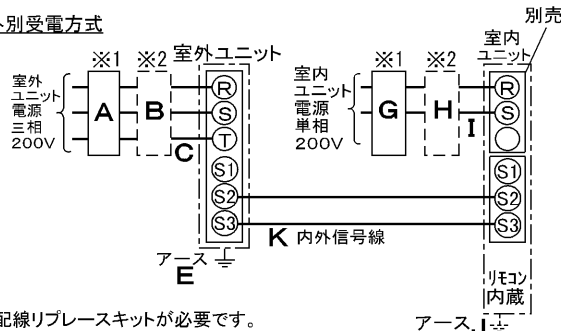 外別受電方式
別売
※1
※2
室外ユニット
室外
ユニット
電源
三相
200V
A
B
C
R
S
T
S1
S2
S3
アース
E
※1
※2
室内
ユニット
室内
ユニット
電源
単相
200V
G
H
I
R
S
S1
S2
S3
K 内外信号線
リモコン
内蔵
アース J
配線リプレースキットが必要です。